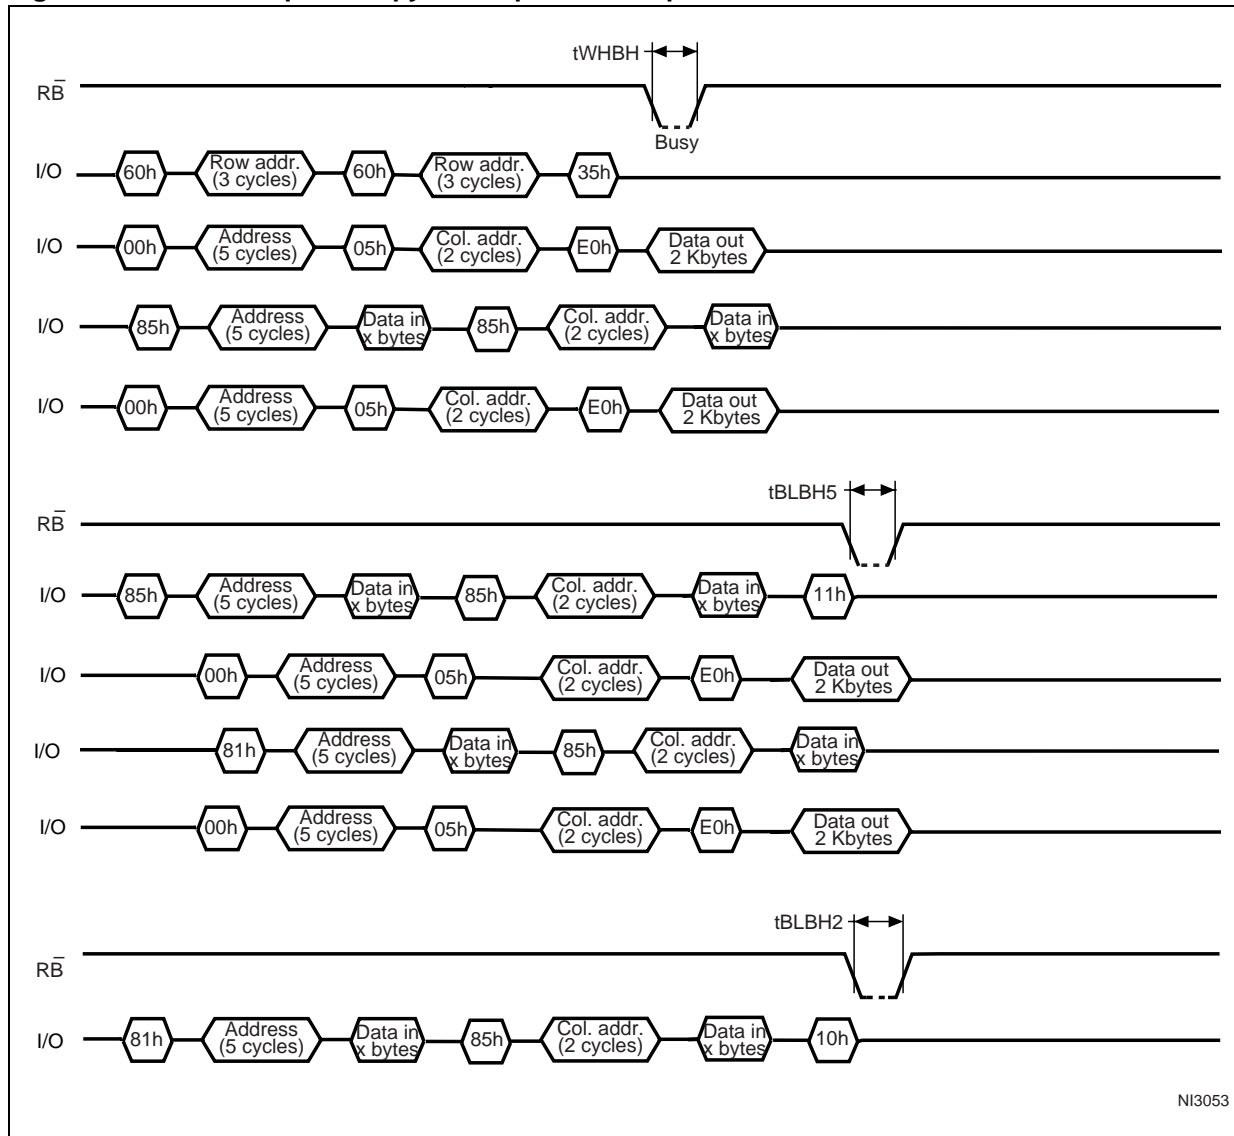 tWHBH
RB̅
Busy
I/O 60h Row addr. (3 cycles) 60h Row addr. (3 cycles) 35h
I/O 00h Address (5 cycles) 05h Col. addr. (2 cycles) E0h Data out 2 Kbytes
I/O 85h Address (5 cycles) Data in x bytes 85h Col. addr. (2 cycles) Data in x bytes
I/O 00h Address (5 cycles) 05h Col. addr. (2 cycles) E0h Data out 2 Kbytes
tBLBH5
RB̅
I/O 85h Address (5 cycles) Data in x bytes 85h Col. addr. (2 cycles) Data in x bytes 11h
I/O 00h Address (5 cycles) 05h Col. addr. (2 cycles) E0h Data out 2 Kbytes
I/O 81h Address (5 cycles) Data in x bytes 85h Col. addr. (2 cycles) Data in x bytes
I/O 00h Address (5 cycles) 05h Col. addr. (2 cycles) E0h Data out 2 Kbytes
tBLBH2
RB̅
I/O 81h Address (5 cycles) Data in x bytes 85h Col. addr. (2 cycles) Data in x bytes 10h
NI3053